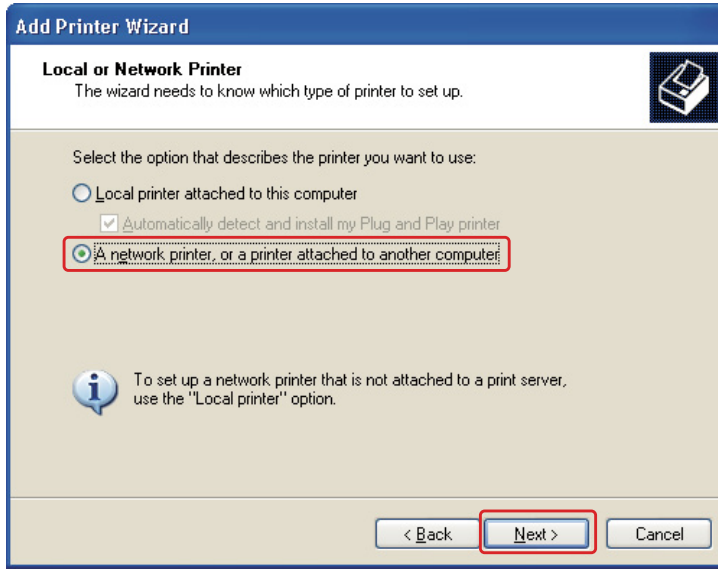 Add Printer Wizard
Local or Network Printer
The wizard needs to know which type of printer to set up.
Select the option that describes the printer you want to use:
Local printer attached to this computer
Automatically detect and install my Plug and Play printer
A network printer, or a printer attached to another computer
To set up a network printer that is not attached to a print server,
use the "Local printer" option.
< Back Next > Cancel